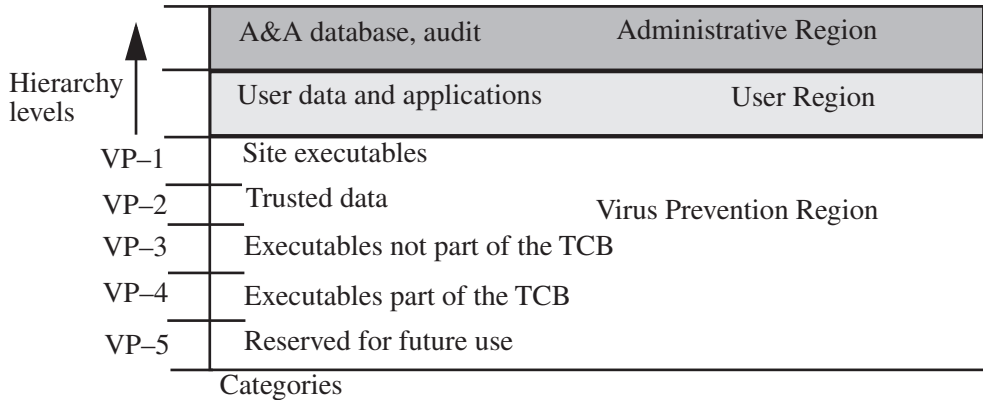 A&A database, audit Administrative Region
Hierarchy levels
User data and applications User Region
VP–1 Site executables
VP–2 Trusted data Virus Prevention Region
VP–3 Executables not part of the TCB
VP–4 Executables part of the TCB
VP–5 Reserved for future use
Categories